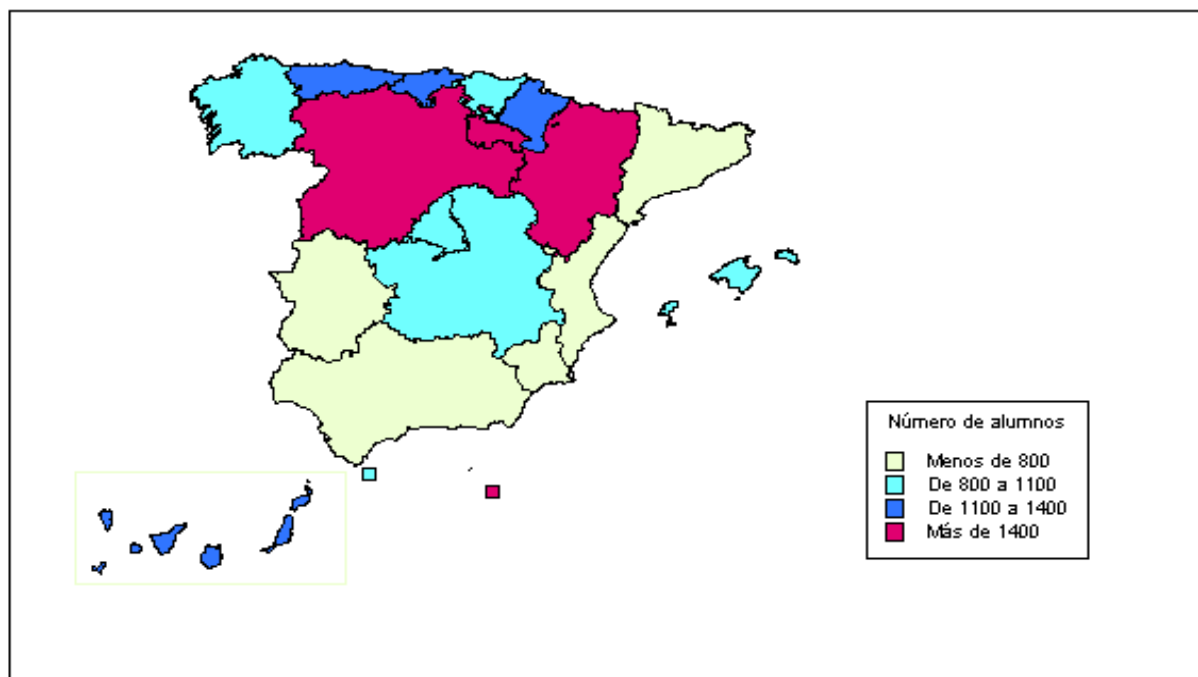 Número de alumnos
Menos de 800
De 800 a 1100
De 1100 a 1400
Más de 1400